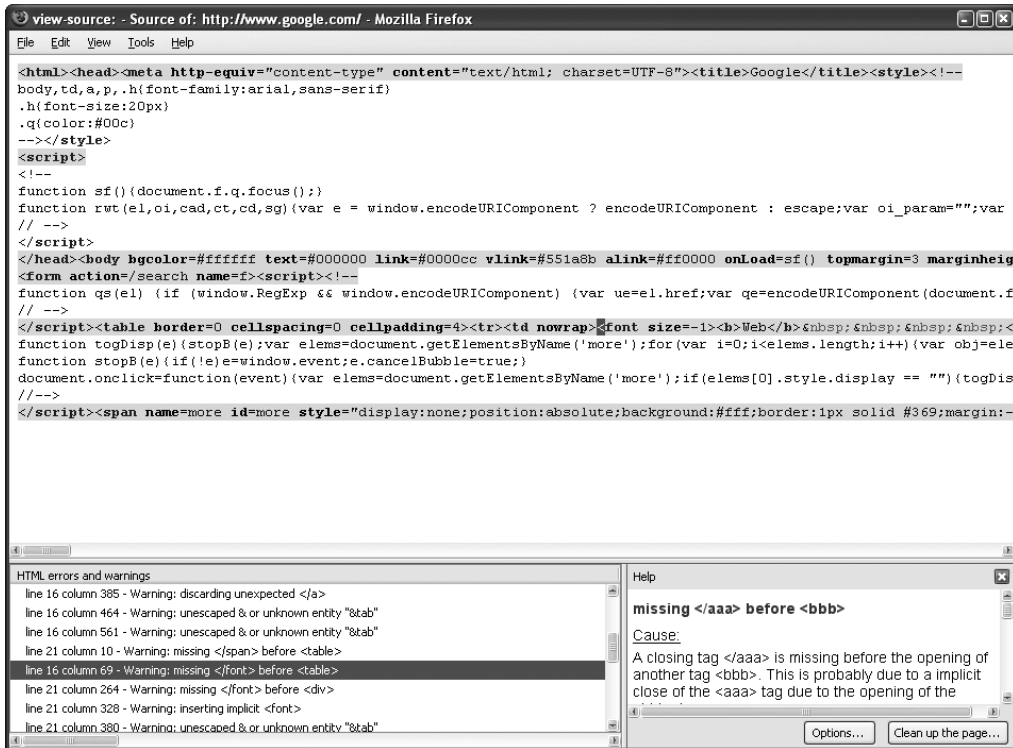 view-source: - Source of: http://www.google.com/ - Mozilla Firefox
File Edit View Tools Help
<html><head><meta http-equiv="content-type" content="text/html; charset=UTF-8"><title>Google</title><style><!--
body,td,a,p,.h{font-family:arial,sans-serif}
.h{font-size:20px}
.q{color:#00c}
--></style>
<script>
<!--
function sf(){document.f.q.focus();}
function rwt(el,oi,cad,ct,cd,sg){var e = window.encodeURIComponent ? encodeURIComponent : escape;var oi_param="";var
// -->
</script>
</head><body bgcolor=#ffffff text=#000000 link=#0000cc vlink=#551a8b alink=#ff0000 onLoad=sf() topmargin=3 marginheig
<form action=/search name=f><script><!--
function qs(el) {if (window.RegExp && window.encodeURIComponent) {var ue=el.href;var qe=encodeURIComponent(document.f
// -->
</script><table border=0 cellspacing=0 cellpadding=4><tr><td nowrap><font size=-1><b>Web</b>&nbsp;&nbsp;&nbsp;&nbsp;<
function togDisp(e){stopB(e);var elems=document.getElementsByName('more');for(var i=0;i<elems.length;i++){var obj=ele
function stopB(e){if(!e)e=window.event;e.cancelBubble=true;}
document.onclick=function(event){var elems=document.getElementsByName('more');if(elems[0].style.display == ""){togDis
//-->
</script><span name=more id=more style="display:none;position:absolute;background:#fff;border:1px solid #369;margin:-
HTML errors and warnings
line 16 column 385 - Warning: discarding unexpected </a>
line 16 column 464 - Warning: unescaped & or unknown entity "&tab"
line 16 column 561 - Warning: unescaped & or unknown entity "&tab"
line 21 column 10 - Warning: missing </span> before <table>
line 16 column 69 - Warning: missing </font> before <table>
line 21 column 264 - Warning: missing </font> before <div>
line 21 column 328 - Warning: inserting implicit <font>
line 21 column 380 - Warning: unescaped & or unknown entity "&tab"
Help
missing </aaa> before <bbb>
Cause:
A closing tag </aaa> is missing before the opening of
another tag <bbb>. This is probably due to a implicit
close of the <aaa> tag due to the opening of the
Options... Clean up the page...